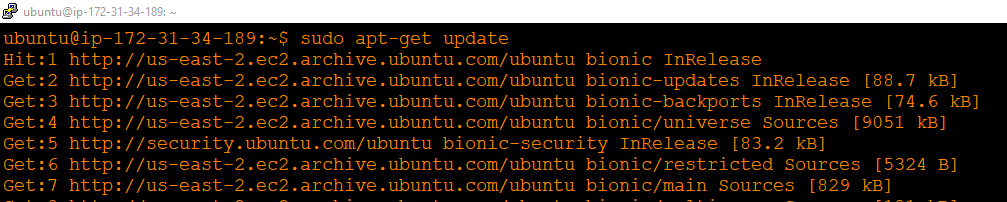 ubuntu@ip-172-31-34-189: ~
ubuntu@ip-172-31-34-189:~$ sudo apt-get update
Hit:1 http://us-east-2.ec2.archive.ubuntu.com/ubuntu bionic InRelease
Get:2 http://us-east-2.ec2.archive.ubuntu.com/ubuntu bionic-updates InRelease [88.7 kB]
Get:3 http://us-east-2.ec2.archive.ubuntu.com/ubuntu bionic-backports InRelease [74.6 kB]
Get:4 http://us-east-2.ec2.archive.ubuntu.com/ubuntu bionic/universe Sources [9051 kB]
Get:5 http://security.ubuntu.com/ubuntu bionic-security InRelease [83.2 kB]
Get:6 http://us-east-2.ec2.archive.ubuntu.com/ubuntu bionic/restricted Sources [5324 B]
Get:7 http://us-east-2.ec2.archive.ubuntu.com/ubuntu bionic/main Sources [829 kB]